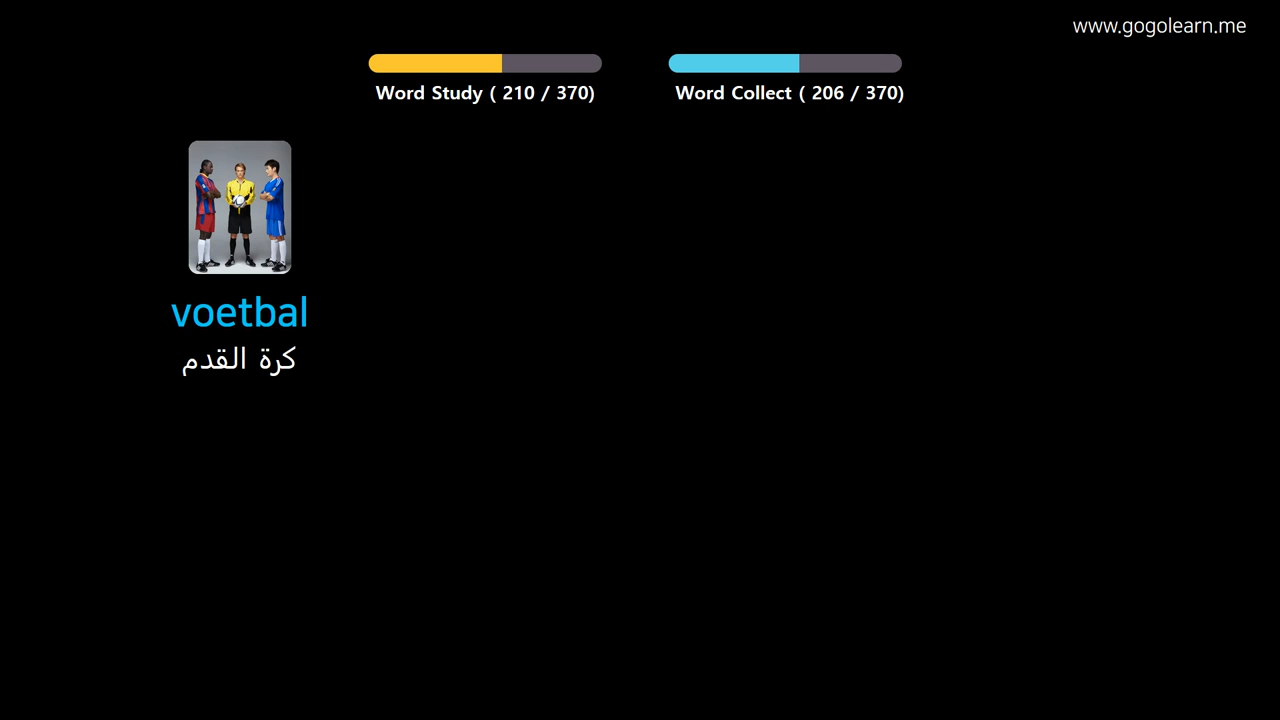 www.gogolearn.me
Word Study ( 210 / 370)
Word Collect ( 206 / 370)
voetbal
كرة القدم